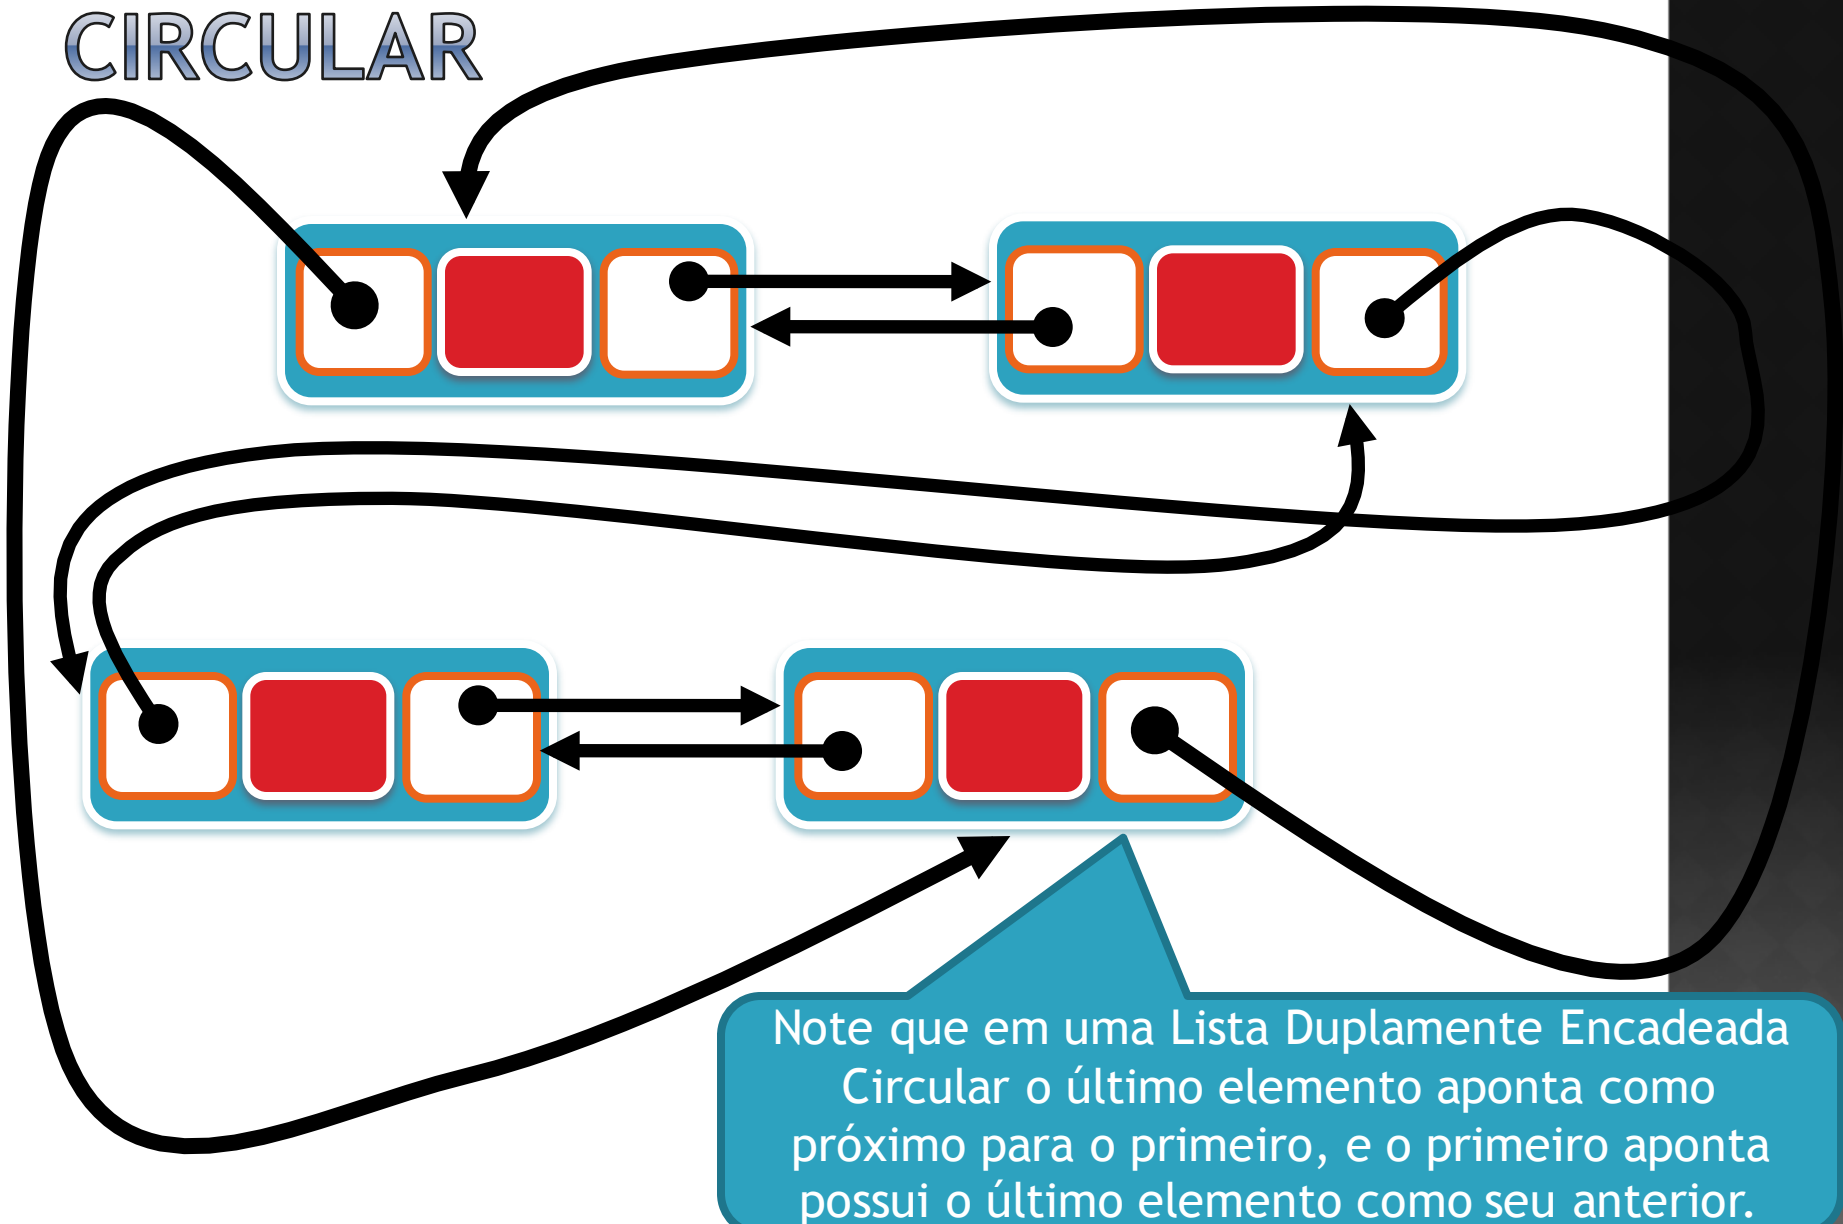 CIRCULAR
Note que em uma Lista Duplamente Encadeada
Circular o último elemento aponta como
próximo para o primeiro, e o primeiro aponta
possui o último elemento como seu anterior.